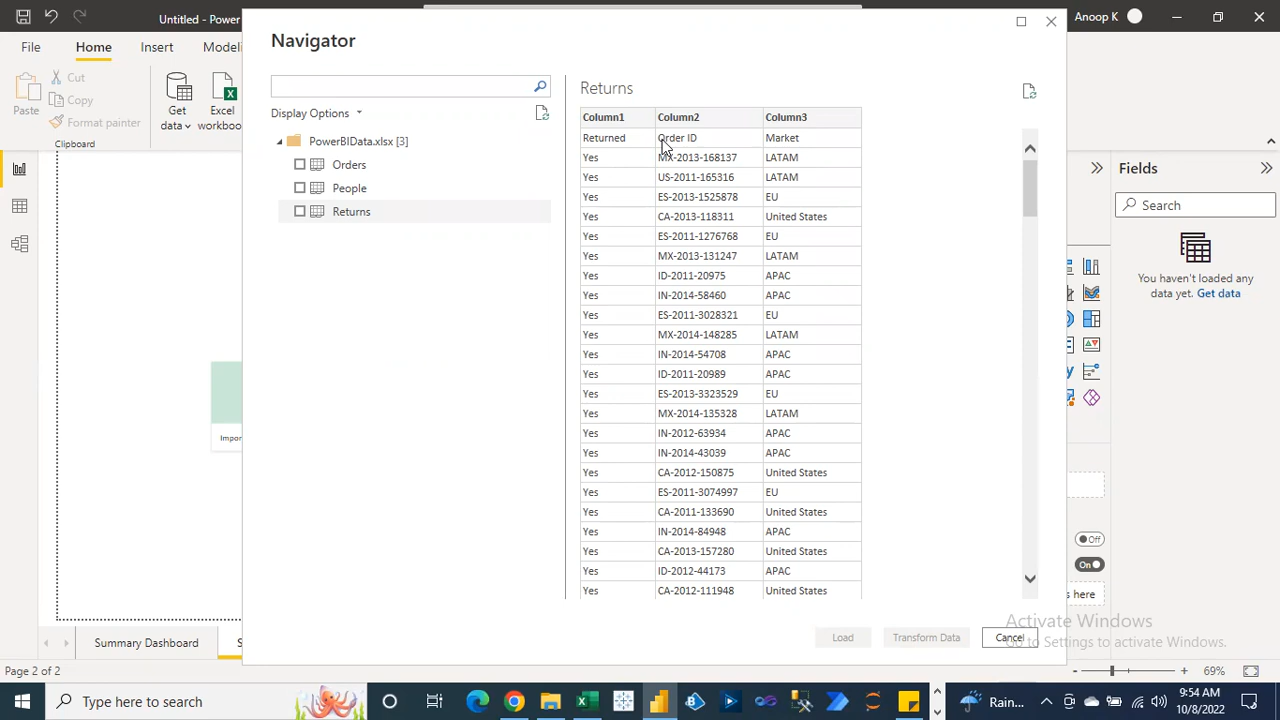 Untitled - Power
Anoop K
File
Home
Insert
Modeli
Navigator
Paste
Cut
Copy
Format painter
Clipboard
Get
data
Excel
workboo
Display Options
PowerBIData.xlsx [3]
Orders
People
Returns
Returns
Column1 Column2 Column3
Returned Order ID Market
Yes MX-2013-168137 LATAM
Yes US-2011-165316 LATAM
Yes ES-2013-1525878 EU
Yes CA-2013-118311 United States
Yes ES-2011-1276768 EU
Yes MX-2013-131247 LATAM
Yes ID-2011-20975 APAC
Yes IN-2014-58460 APAC
Yes ES-2011-3028321 EU
Yes MX-2014-148285 LATAM
Yes IN-2014-54708 APAC
Yes ID-2011-20989 APAC
Yes ES-2013-3323529 EU
Yes MX-2014-135328 LATAM
Yes IN-2012-63934 APAC
Yes IN-2014-43039 APAC
Yes CA-2012-150875 United States
Yes ES-2011-3074997 EU
Yes CA-2011-133690 United States
Yes IN-2014-84948 APAC
Yes CA-2013-157280 United States
Yes ID-2012-44173 APAC
Yes CA-2012-111948 United States
Load Transform Data Cancel
Fields
Search
You haven't loaded any
data yet. Get data
Off
On
s here
Impor
Activate Windows
Go to Settings to activate Windows.
Summary Dashboard
S
Page 2 of 2
69%
Type here to search
Rain...
9:54 AM
10/8/2022